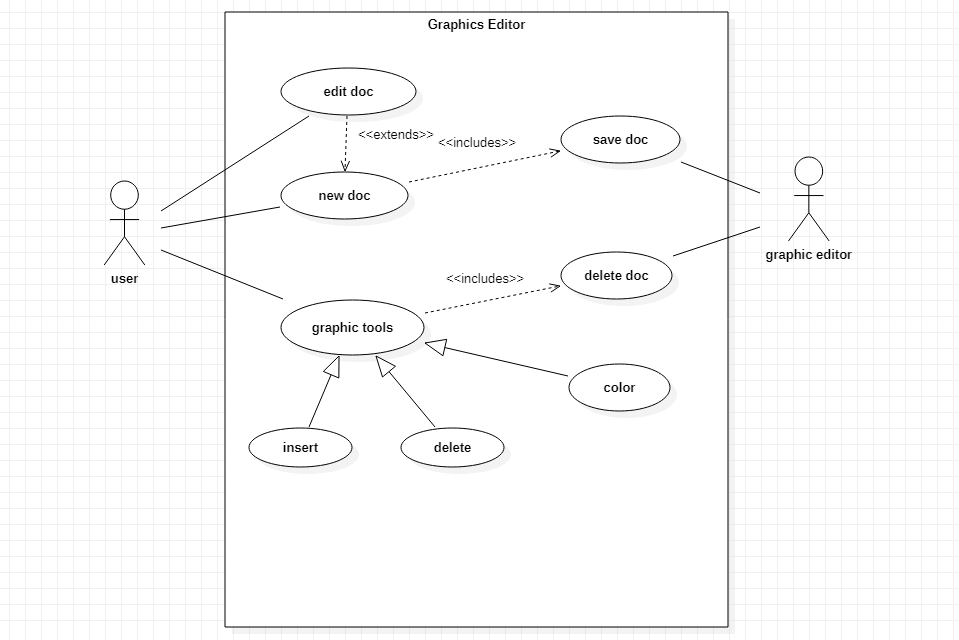 Graphics Editor
edit doc
<<extends>>
<<includes>>
save doc
new doc
user
graphic editor
<<includes>>
delete doc
graphic tools
color
insert
delete